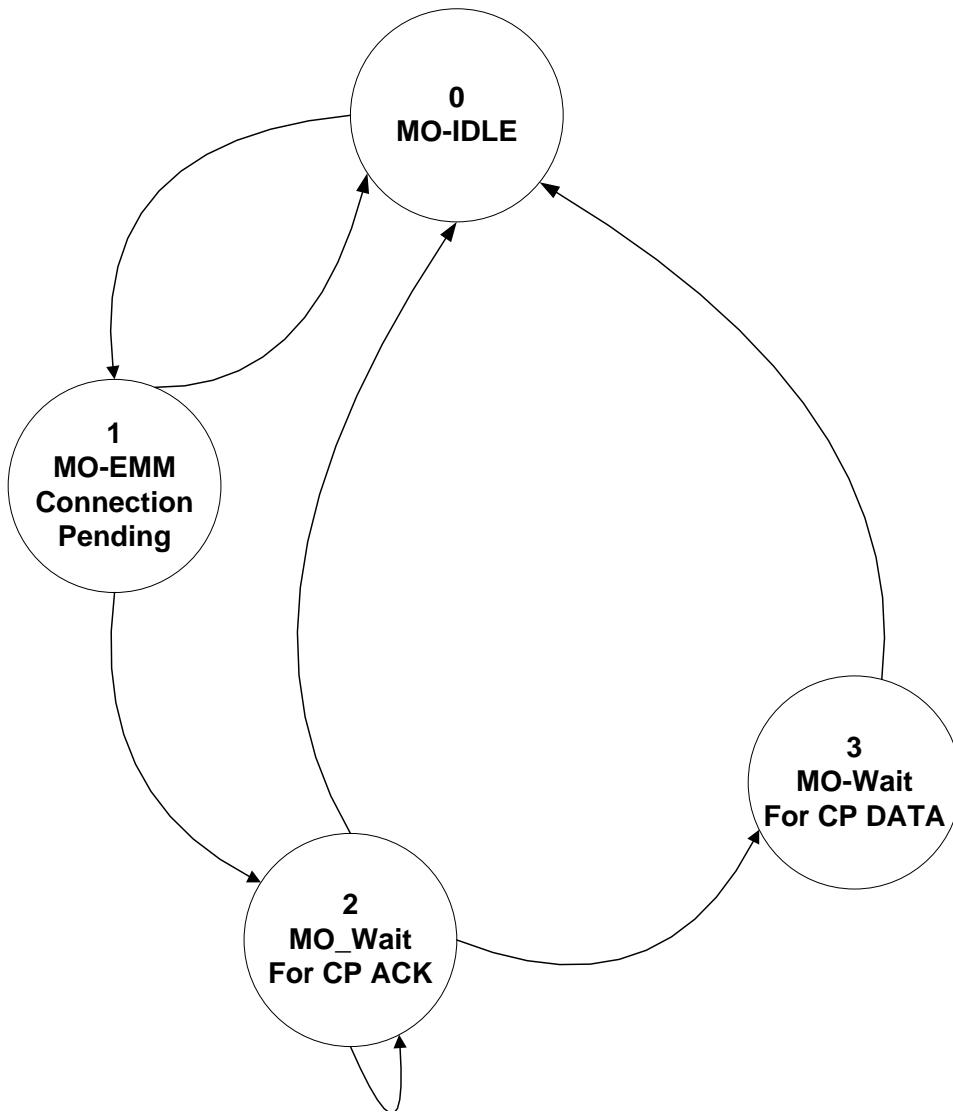 0
MO-IDLE
1
MO-EMM
Connection
Pending
3
MO-Wait
For CP DATA
2
MO_Wait
For CP ACK